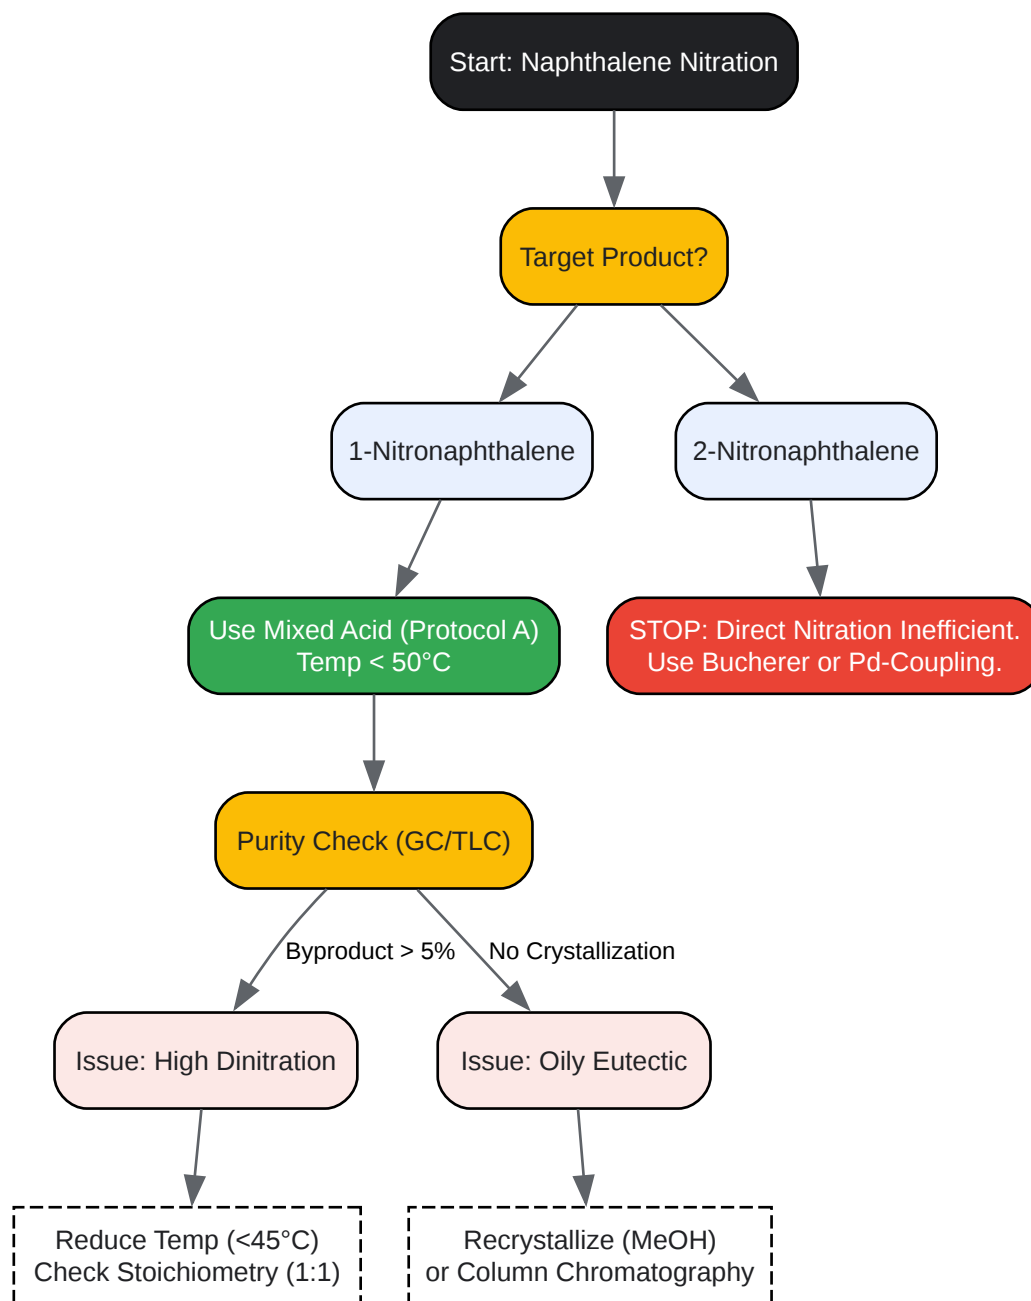 Start: Naphthalene Nitration
Target Product?
1-Nitronaphthalene
2-Nitronaphthalene
Use Mixed Acid (Protocol A)
Temp < 50°C
STOP: Direct Nitration Inefficient.
Use Bucherer or Pd-Coupling.
Purity Check (GC/TLC)
Byproduct > 5%
No Crystallization
Issue: High Dinitration
Issue: Oily Eutectic
Reduce Temp (<45°C)
Check Stoichiometry (1:1)
Recrystallize (MeOH)
or Column Chromatography